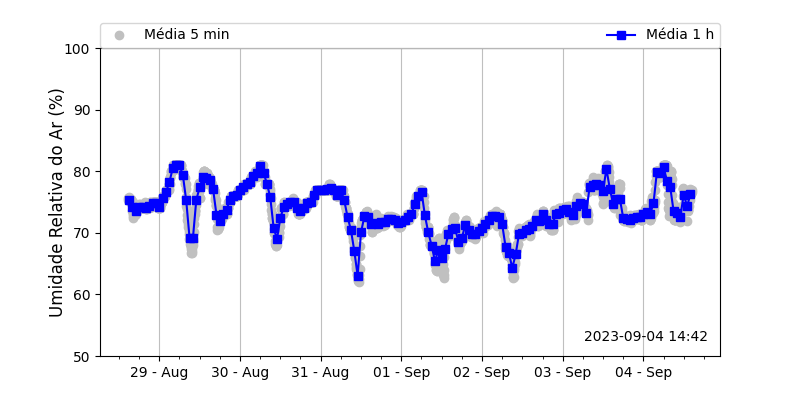 Média 5 min Média 1 h
Umidade Relativa do Ar (%)
100
90
80
70
60
50
2023-09-04 14:42
29 - Aug 30 - Aug 31 - Aug 01 - Sep 02 - Sep 03 - Sep 04 - Sep